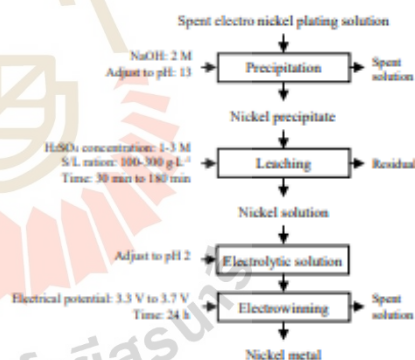 Spent electro nickel plating solution
NaOH: 2 M
Adjust to pH: 13
Precipitation
Spent
solution
Nickel precipitate
H₂SO₄ concentration: 1-3 M
S/L ration: 100-300 g·L⁻¹
Time: 30 min to 180 min
Leaching
Residual
Nickel solution
Adjust to pH 2
Electrolytic solution
Electrical potential: 3.3 V to 3.7 V
Time: 24 h
Electrowinning
Spent
solution
Nickel metal